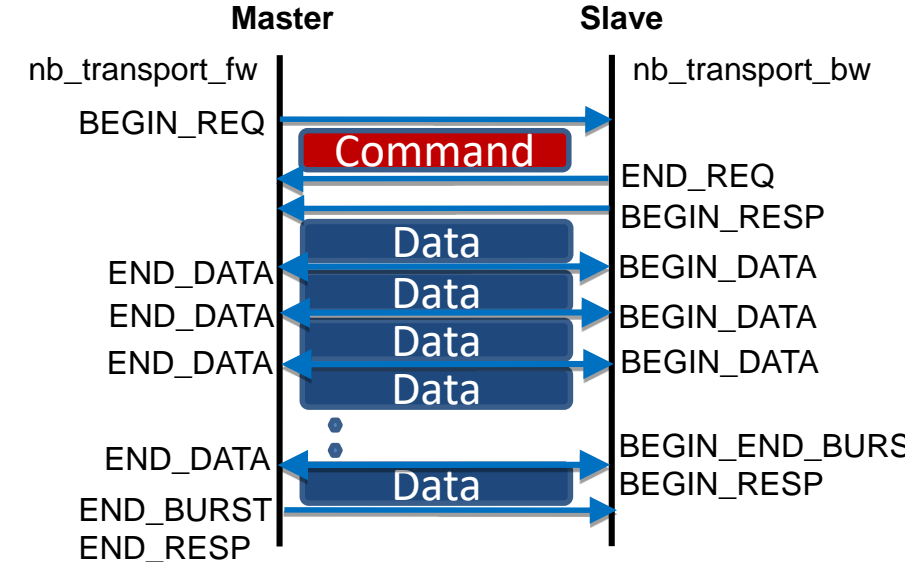 Master Slave
nb_transport_fw nb_transport_bw
BEGIN_REQ
Command
END_REQ
BEGIN_RESP
Data
END_DATA BEGIN_DATA
Data
END_DATA BEGIN_DATA
Data
END_DATA BEGIN_DATA
Data
BEGIN_END_BURS
END_DATA
Data BEGIN_RESP
END_BURST
END_RESP